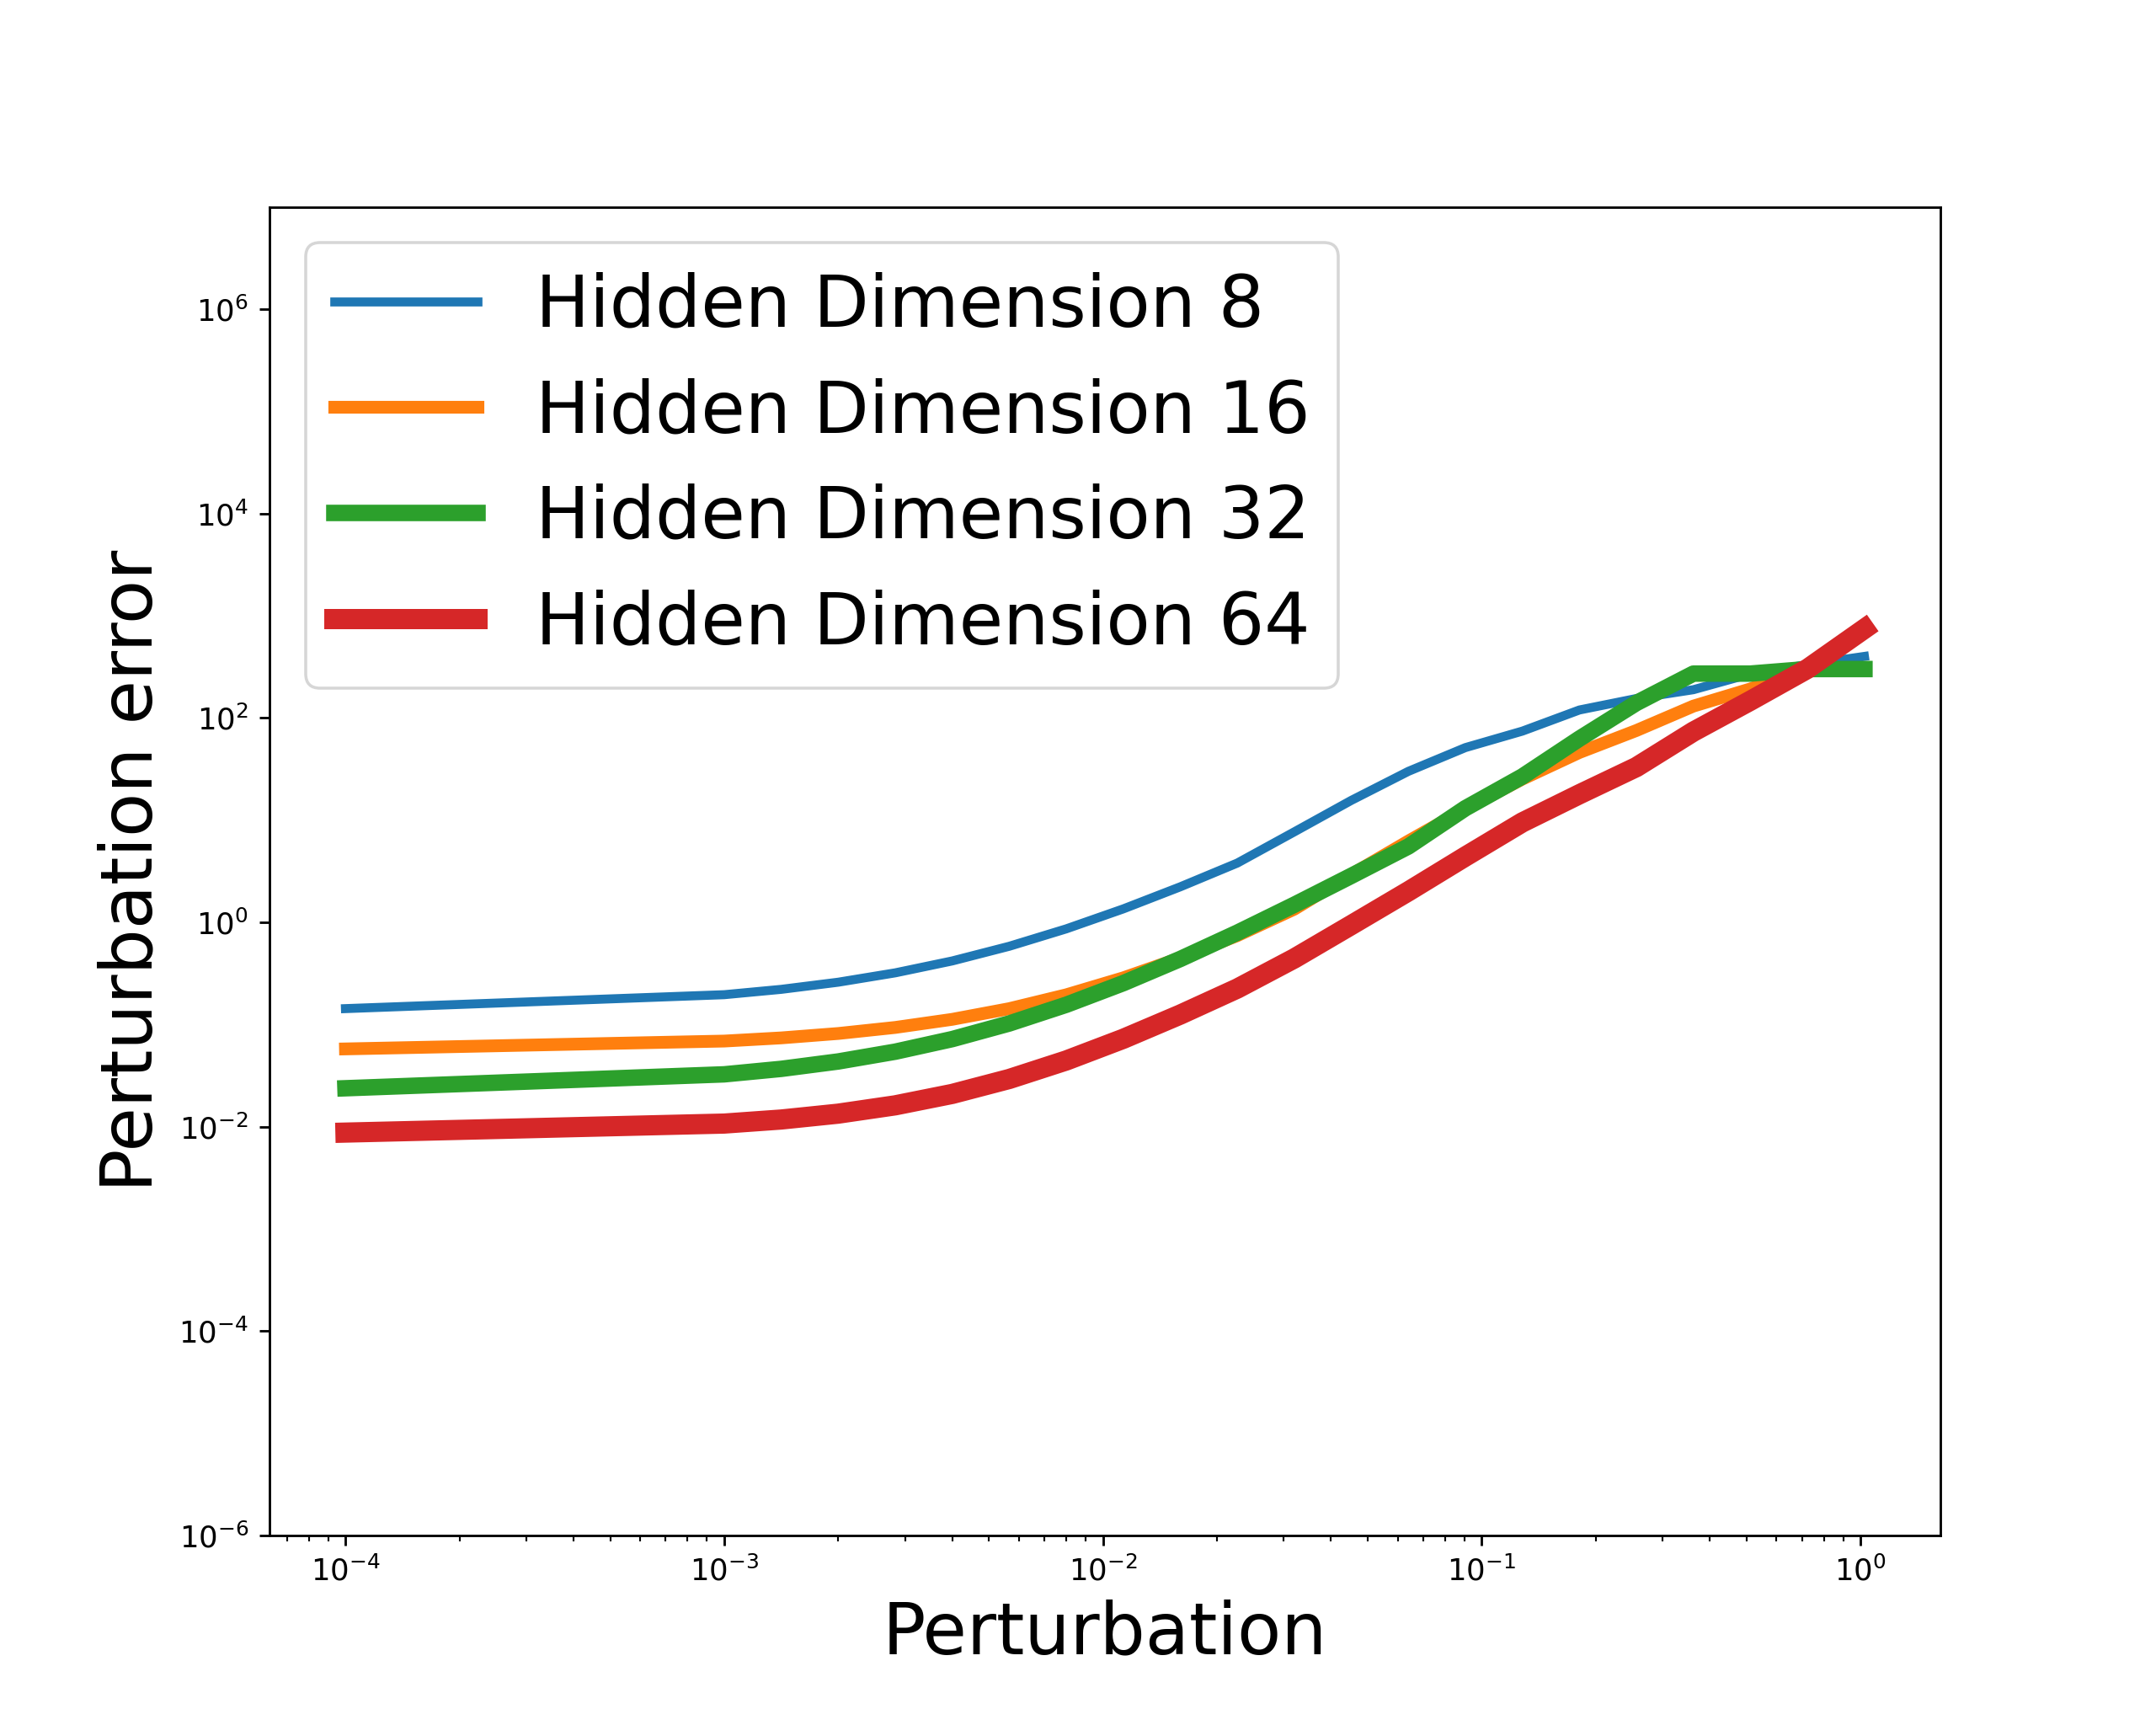 Hidden Dimension 8
Hidden Dimension 16
Hidden Dimension 32
Hidden Dimension 64
Perturbation error
10⁶
10⁴
10²
10⁰
10⁻²
10⁻⁴
10⁻⁶
10⁻⁴ 10⁻³ 10⁻² 10⁻¹ 10⁰
Perturbation